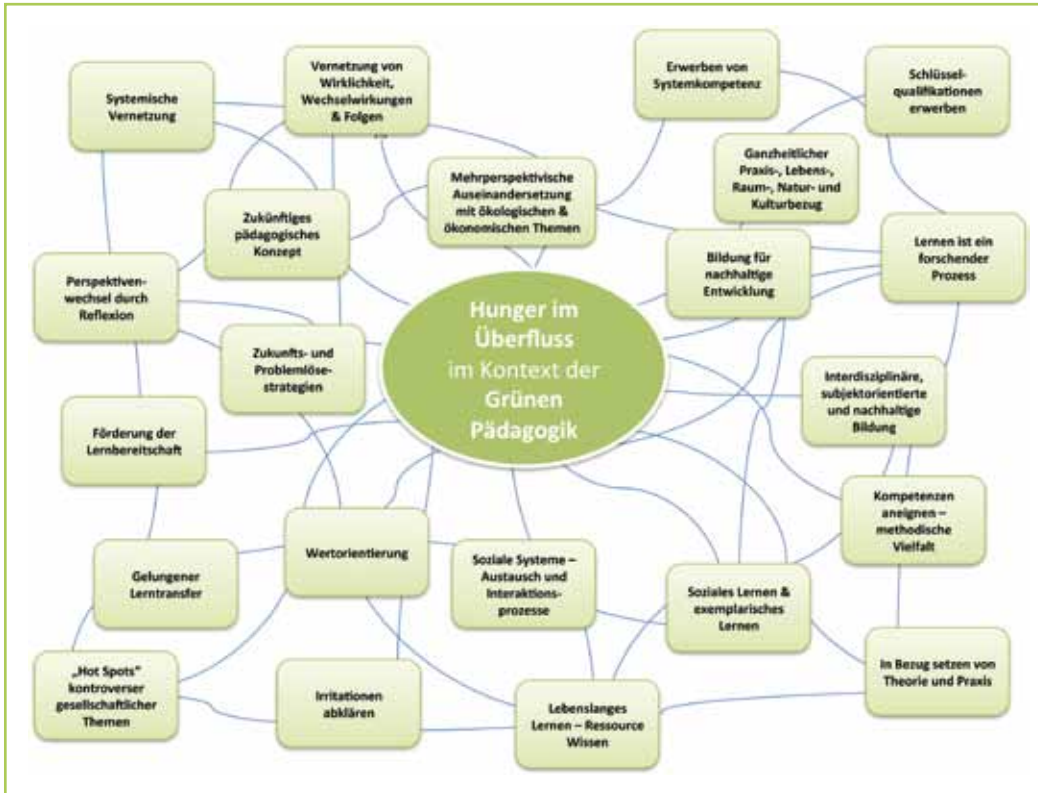 Systemische
Vernetzung
Vernetzung von
Wirklichkeit,
Wechselwirkungen
& Folgen
Erwerben von
Systemkompetenz
Schlüssel-
qualifikationen
erwerben
Mehrperspektivische
Auseinandersetzung
mit ökologischen &
ökonomischen Themen
Ganzheitlicher
Praxis-, Lebens-,
Raum-, Natur- und
Kulturbezug
Zukünftiges
pädagogisches
Konzept
Bildung für
nachhaltige
Entwicklung
Lernen ist ein
forschender
Prozess
Perspektiven-
wechsel durch
Reflexion
Hunger im
Überfluss
im Kontext der
Grünen
Pädagogik
Zukunfts- und
Problemlöse-
strategien
Interdisziplinäre,
subjektorientierte
und nachhaltige
Bildung
Förderung der
Lernbereitschaft
Kompetenzen
aneignen –
methodische
Vielfalt
Wertorientierung
Gelungener
Lerntransfer
Soziale Systeme –
Austausch und
Interaktions-
prozesse
Soziales Lernen &
exemplarisches
Lernen
„Hot Spots"
kontroverser
gesellschaftlicher
Themen
Irritationen
abklären
Lebenslanges
Lernen – Ressource
Wissen
In Bezug setzen von
Theorie und Praxis